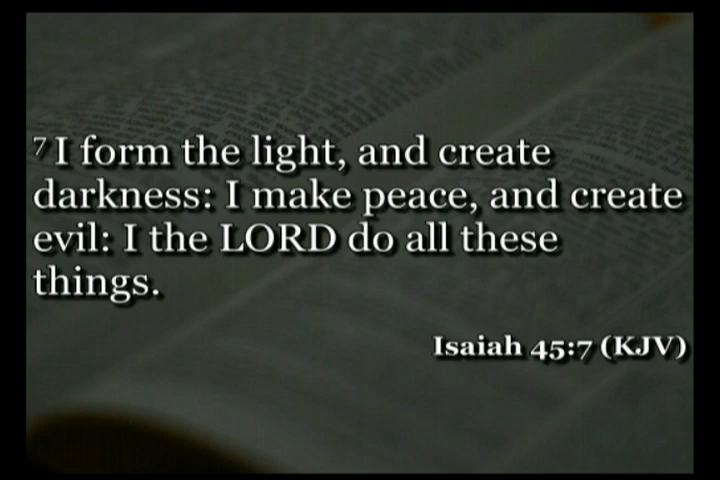 7 I form the light, and create
darkness: I make peace, and create
evil: I the LORD do all these
things.
Isaiah 45:7 (KJV)